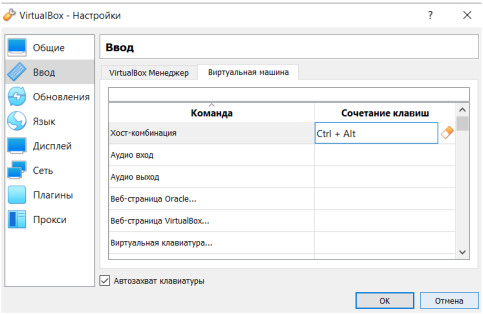 VirtualBox - Настройки
Общие
Ввод
Обновления
Язык
Дисплей
Сеть
Плагины
Прокси
Ввод
VirtualBox Менеджер
Виртуальная машина
Команда
Сочетание клавиш
Хост-комбинация
Ctrl + Alt
Аудио вход
Аудио выход
Веб-страница Oracle...
Веб-страница VirtualBox...
Виртуальная клавиатура...
Автозахват клавиатуры
ОК
Отмена